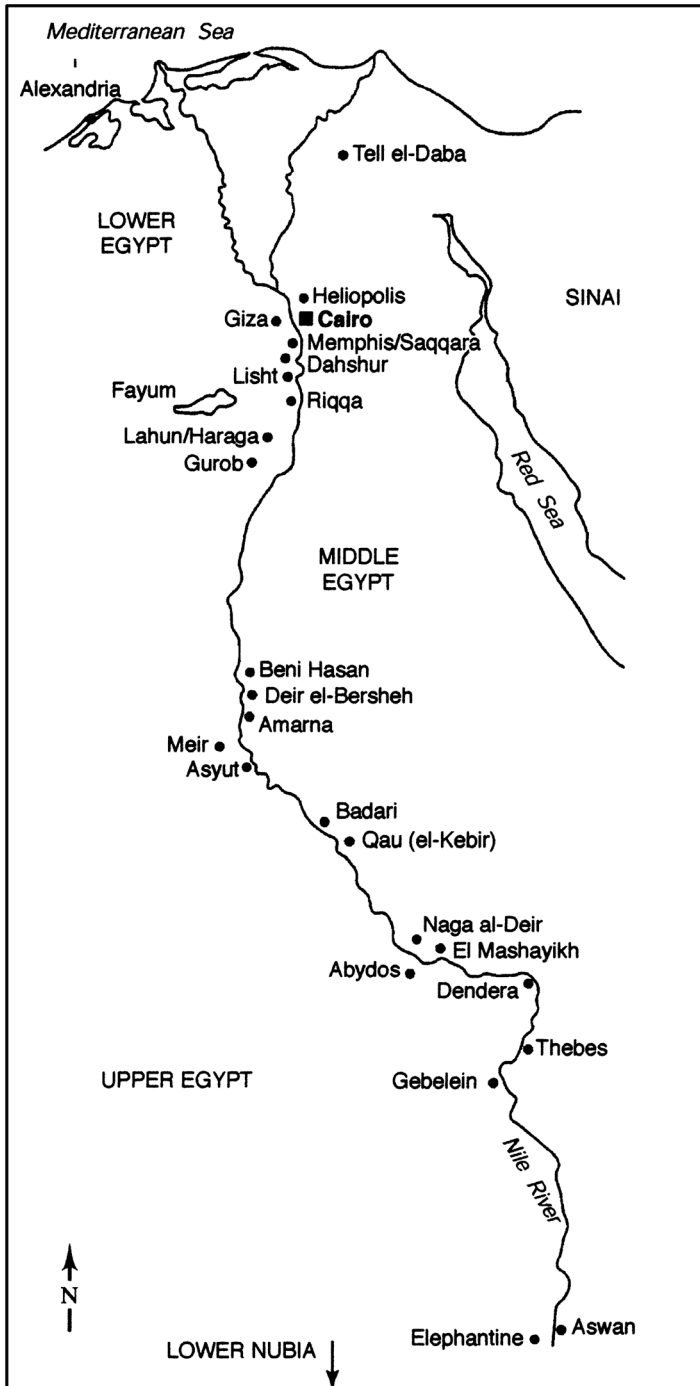 Mediterranean Sea
Alexandria
Tell el-Daba
LOWER
EGYPT
SINAI
Heliopolis
Giza
Cairo
Memphis/Saqqara
Dahshur
Lisht
Fayum
Riqqa
Lahun/Haraga
Gurob
Red Sea
MIDDLE
EGYPT
Beni Hasan
Deir el-Bersheh
Amarna
Meir
Asyut
Badari
Qau (el-Kebir)
Naga al-Deir
El Mashayikh
Abydos
Dendera
Thebes
UPPER EGYPT
Gebelein
Nile River
N
Elephantine
Aswan
LOWER NUBIA